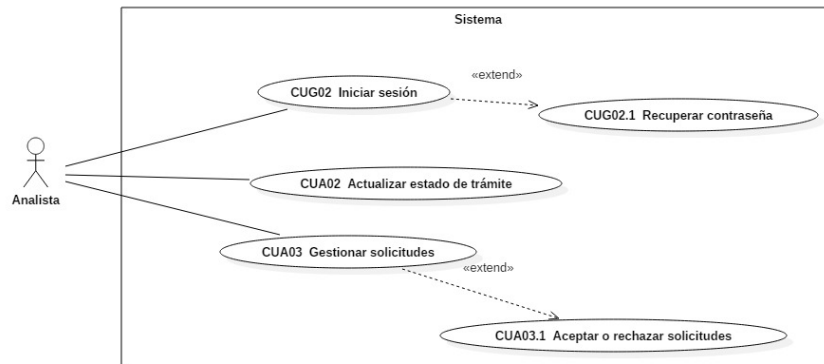 Sistema
«extend»
CUG02 Iniciar sesión
CUG02.1 Recuperar contraseña
CUA02 Actualizar estado de trámite
Analista
CUA03 Gestionar solicitudes
«extend»
CUA03.1 Aceptar o rechazar solicitudes